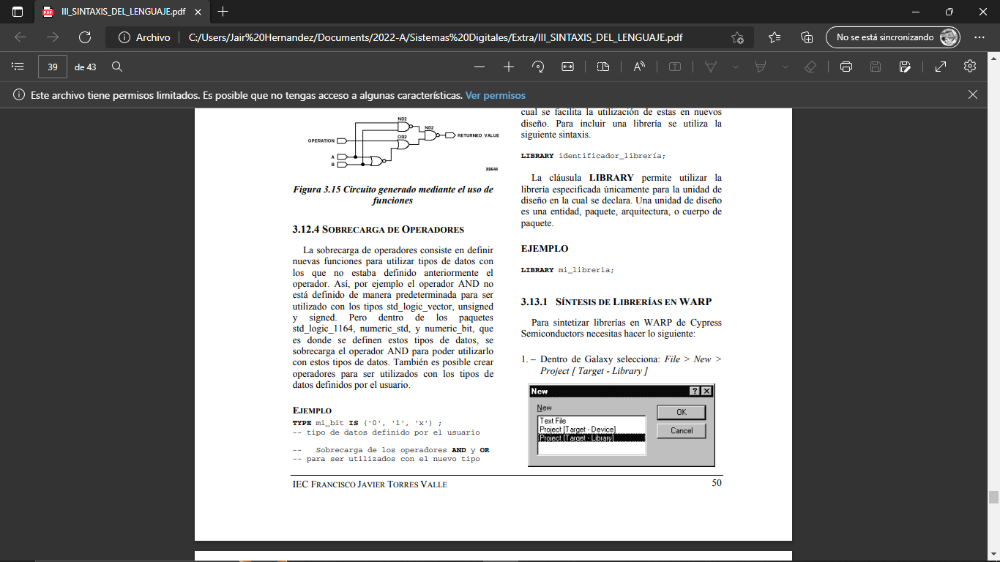 III_SINTAXIS_DEL_LENGUAJE.pdf
Archivo
C:/Users/Jair%20Hernandez/Documents/2022-A/Sistemas%20Digitales/Extra/III_SINTAXIS_DEL_LENGUAJE.pdf
No se está sincronizando
39 de 43
Este archivo tiene permisos limitados. Es posible que no tengas acceso a algunas características. Ver permisos
ND2
OR2
ND2
OPERATION
RETURNED_VALUE
A
B
X8644
Figura 3.15 Circuito generado mediante el uso de
funciones
3.12.4 SOBRECARGA DE OPERADORES
La sobrecarga de operadores consiste en definir
nuevas funciones para utilizar tipos de datos con
los que no estaba definido anteriormente el
operador. Así, por ejemplo el operador AND no
está definido de manera predeterminada para ser
utilizado con los tipos std_logic_vector, unsigned
y signed. Pero dentro de los paquetes
std_logic_1164, numeric_std, y numeric_bit, que
es donde se definen estos tipos de datos, se
sobrecarga el operador AND para poder utilizarlo
con estos tipos de datos. También es posible crear
operadores para ser utilizados con los tipos de
datos definidos por el usuario.
EJEMPLO
TYPE mi_bit IS ('0', '1', 'x') ;
-- tipo de datos definido por el usuario
-- Sobrecarga de los operadores AND y OR
-- para ser utilizados con el nuevo tipo
cual se facilita la utilización de estas en nuevos
diseño. Para incluir una librería se utiliza la
siguiente sintaxis.
LIBRARY identificador_librería;
La cláusula LIBRARY permite utilizar la
librería especificada únicamente para la unidad de
diseño en la cual se declara. Una unidad de diseño
es una entidad, paquete, arquitectura, o cuerpo de
paquete.
EJEMPLO
LIBRARY mi_libreria;
3.13.1 SÍNTESIS DE LIBRERÍAS EN WARP
Para sintetizar librerías en WARP de Cypress
Semiconductors necesitas hacer lo siguiente:
1. – Dentro de Galaxy selecciona: File > New >
Project [ Target - Library ]
New
New
Text File
Project [Target - Device]
Project [Target - Library]
OK
Cancel
IEC FRANCISCO JAVIER TORRES VALLE
50